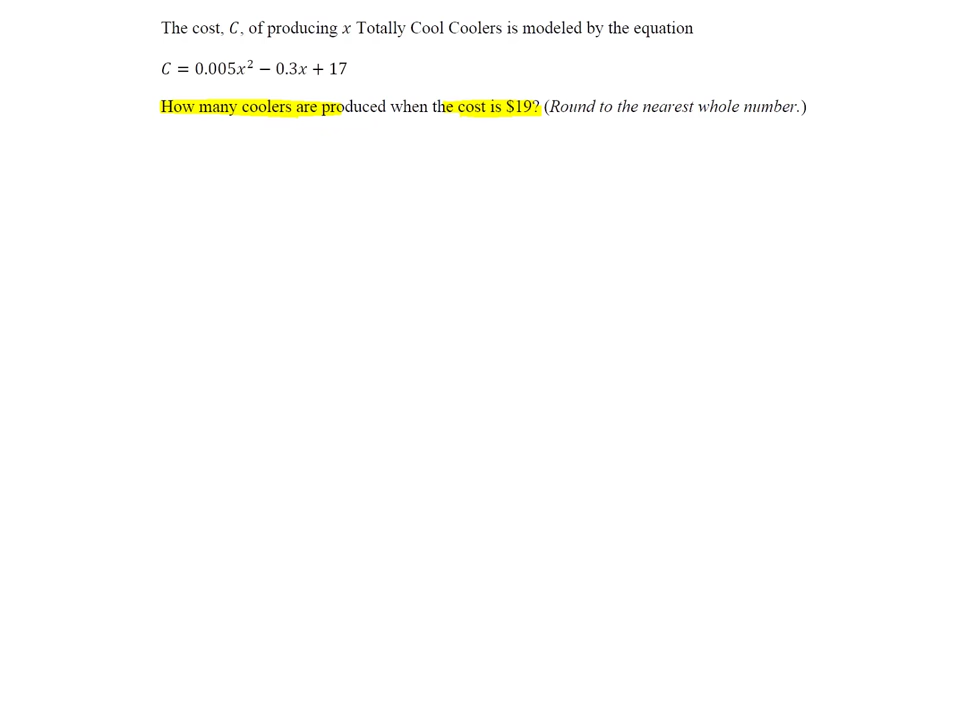 The cost, C, of producing x Totally Cool Coolers is modeled by the equation
C = 0.005x² − 0.3x + 17
How many coolers are produced when the cost is $19? (Round to the nearest whole number.)